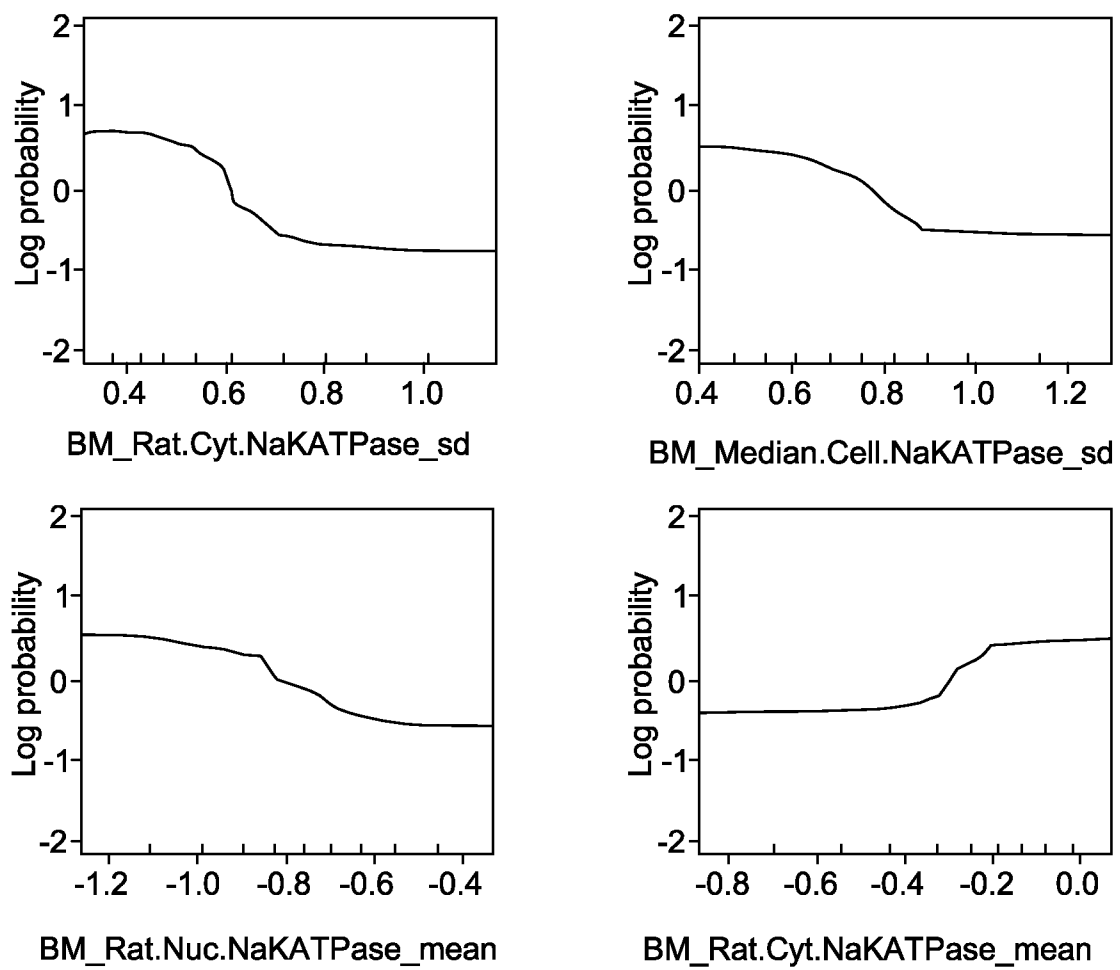 2
1
0
-1
-2
Log probability
0.4 0.6 0.8 1.0
BM_Rat.Cyt.NaKATPase_sd
2
1
0
-1
-2
Log probability
0.4 0.6 0.8 1.0 1.2
BM_Median.Cell.NaKATPase_sd
2
1
0
-1
-2
Log probability
-1.2 -1.0 -0.8 -0.6 -0.4
BM_Rat.Nuc.NaKATPase_mean
2
1
0
-1
-2
Log probability
-0.8 -0.6 -0.4 -0.2 0.0
BM_Rat.Cyt.NaKATPase_mean